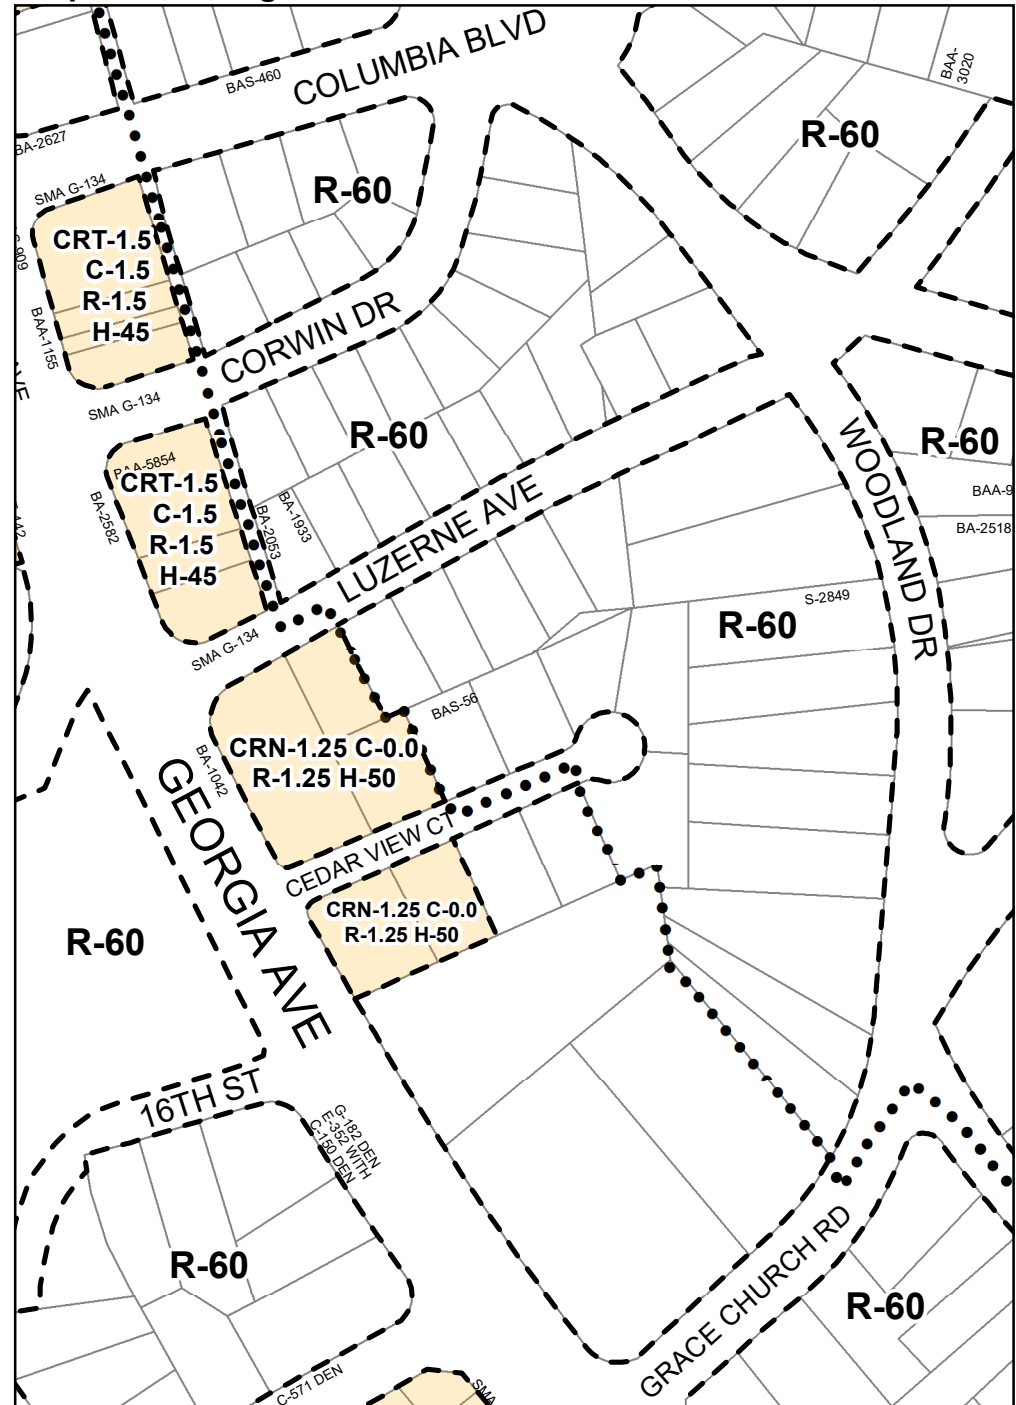 COLUMBIA BLVD
BAS-460
BAA-
3020
R-60
BA-2627
SMA G-134
R-60
CRT-1.5
C-1.5
R-1.5
H-45
BAA-1155
CORWIN DR
SMA G-134
R-60
WOODLAND DR
R-60
BAA-5854
CRT-1.5
C-1.5
R-1.5
H-45
BA-2582
BA-2053
BA-1933
LUZERNE AVE
BAA-9
BA-2518
S-2849
R-60
SMA G-134
BAS-56
CRN-1.25 C-0.0
R-1.25 H-50
BA-1042
GEORGIA AVE
CEDAR VIEW CT
CRN-1.25 C-0.0
R-1.25 H-50
R-60
16TH ST
G-182 DEN
E-352 WITH
C-150 DEN
R-60
GRACE CHURCH RD
R-60
C-571 DEN
SMA